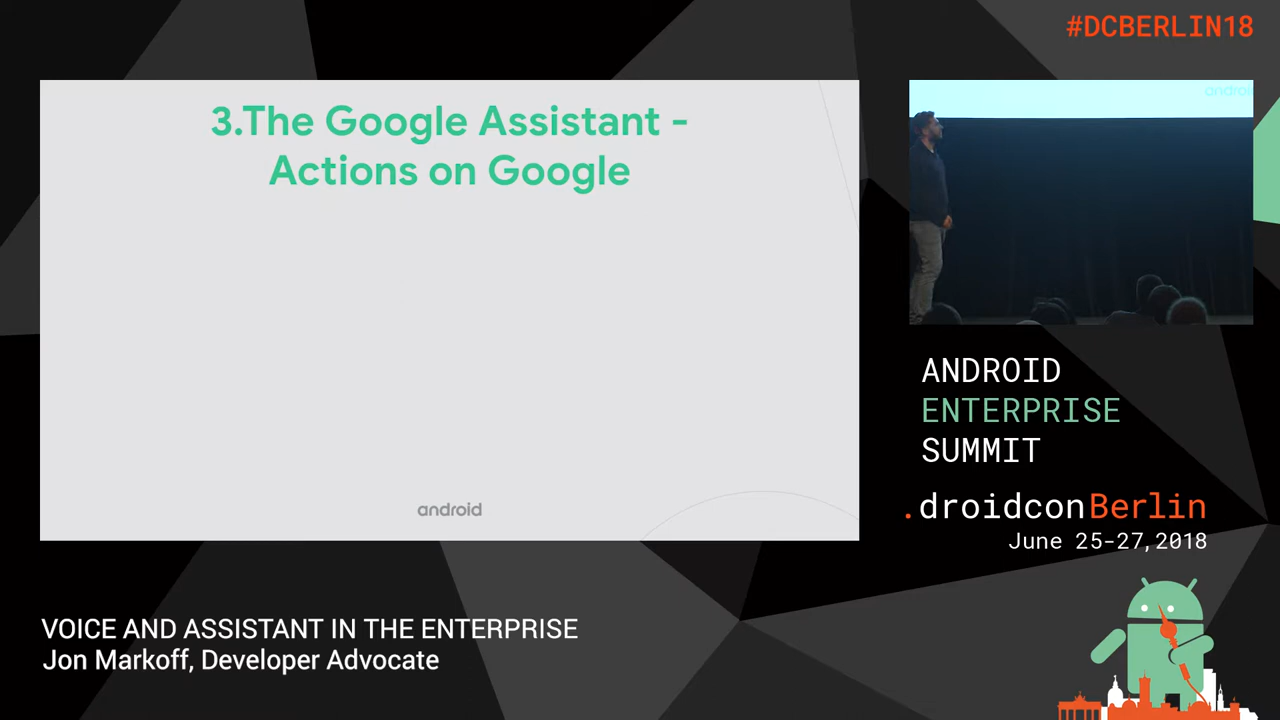 #DCBERLIN18
3.The Google Assistant -
Actions on Google
android
android
ANDROID
ENTERPRISE
SUMMIT
.droidconBerlin
June 25-27,2018
VOICE AND ASSISTANT IN THE ENTERPRISE
Jon Markoff, Developer Advocate